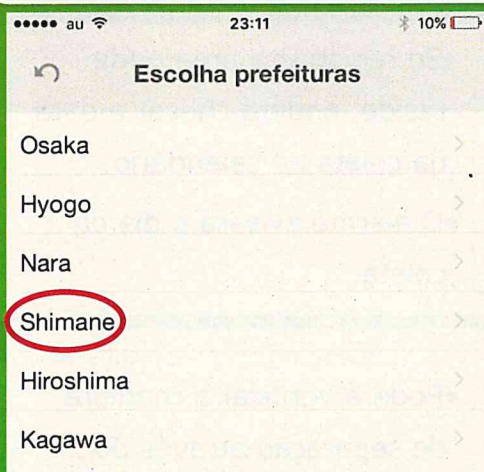 au 23:11 10%
Escolha prefeituras
Osaka
Hyogo
Nara
Shimane
Hiroshima
Kagawa